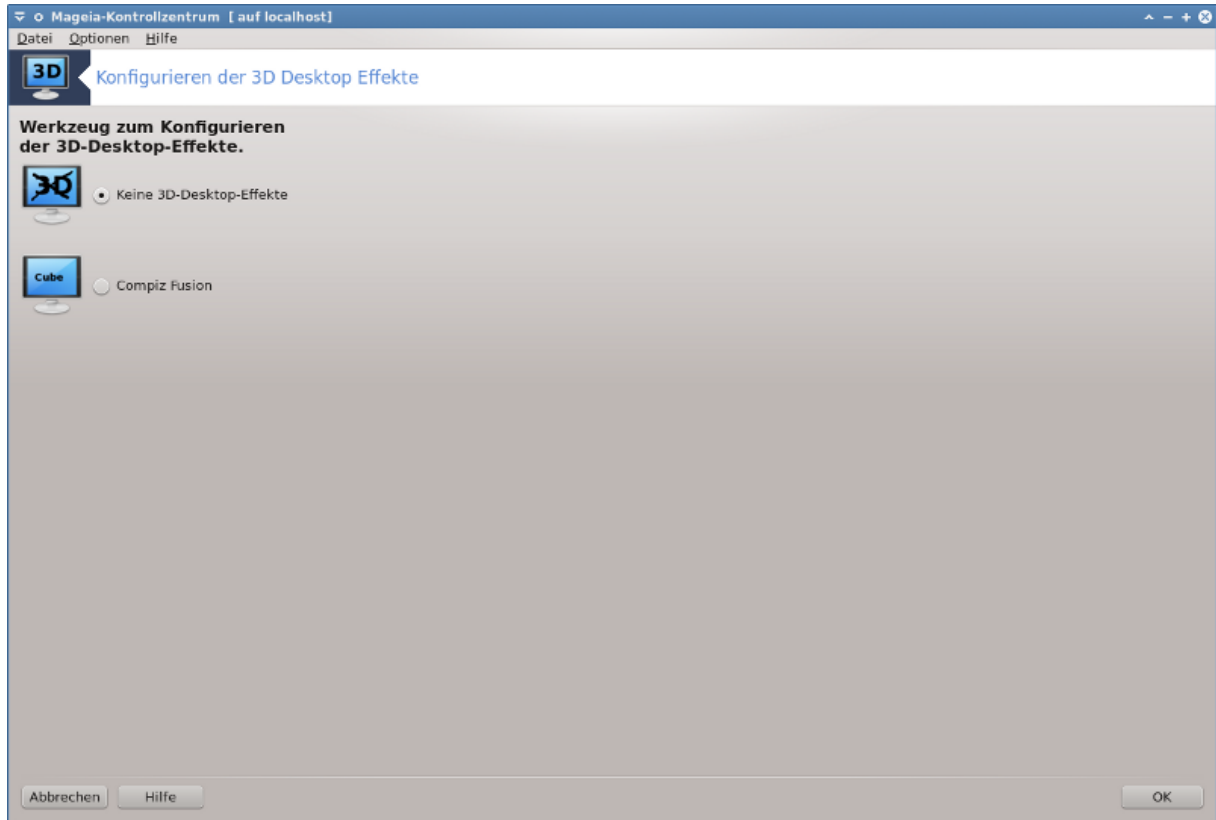 Mageia-Kontrollzentrum [ auf localhost]
Datei Optionen Hilfe
3D
Konfigurieren der 3D Desktop Effekte
Werkzeug zum Konfigurieren
der 3D-Desktop-Effekte.
3D
Keine 3D-Desktop-Effekte
Cube
Compiz Fusion
Abbrechen Hilfe OK